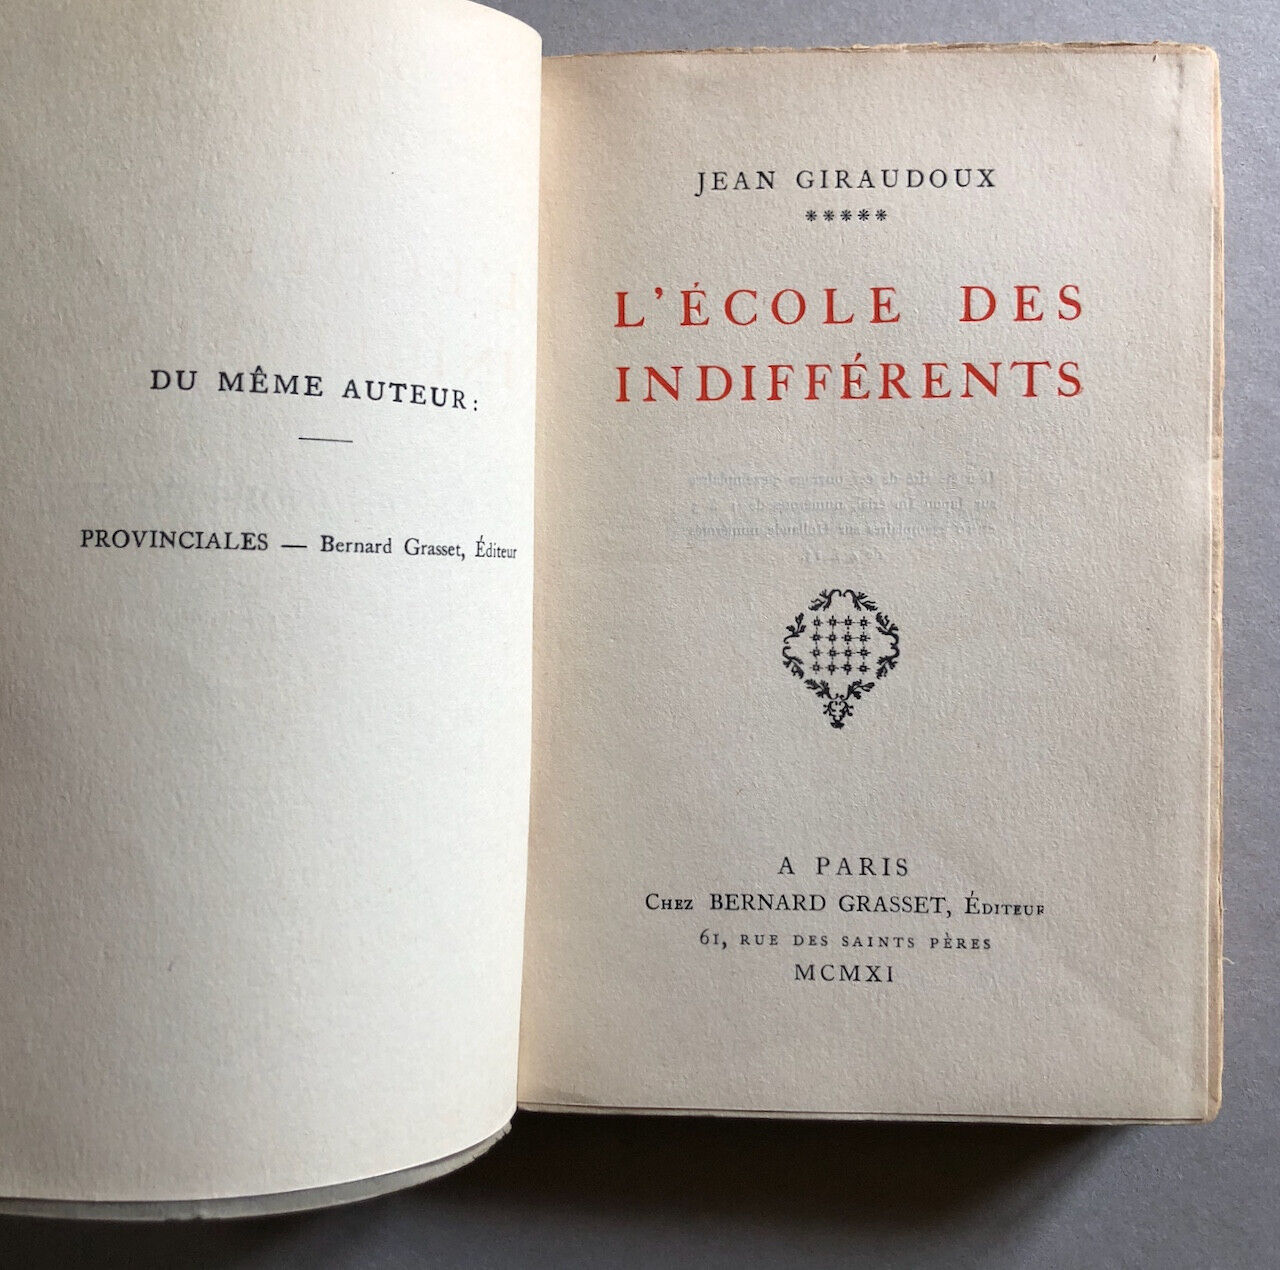 DU MÊME AUTEUR:
PROVINCIALES — Bernard Grasset, Éditeur
JEAN GIRAUDOUX
*****
L'ÉCOLE DES
INDIFFÉRENTS
A PARIS
Chez BERNARD GRASSET, Éditeur
61, RUE DES SAINTS PÈRES
MCMXI